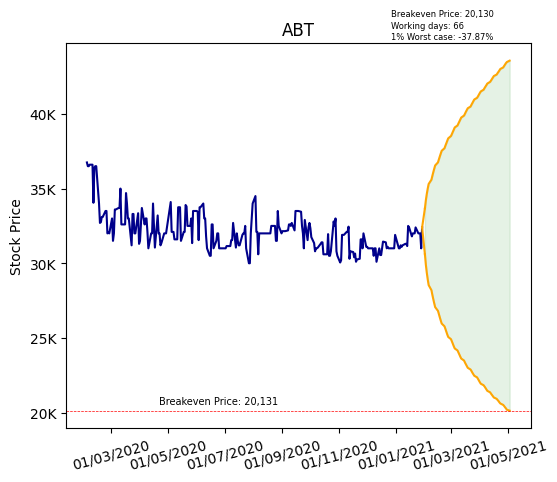 Breakeven Price: 20,130
Working days: 66
1% Worst case: -37.87%
ABT
Stock Price
40K
35K
30K
25K
20K
Breakeven Price: 20,131
01/03/2020
01/05/2020
01/07/2020
01/09/2020
01/11/2020
01/01/2021
01/03/2021
01/05/2021